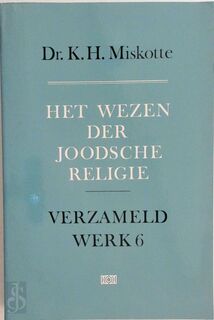 Dr. K. H. Miskotte
HET WEZEN
DER
JOODSCHE
RELIGIE
VERZAMELD
WERK 6